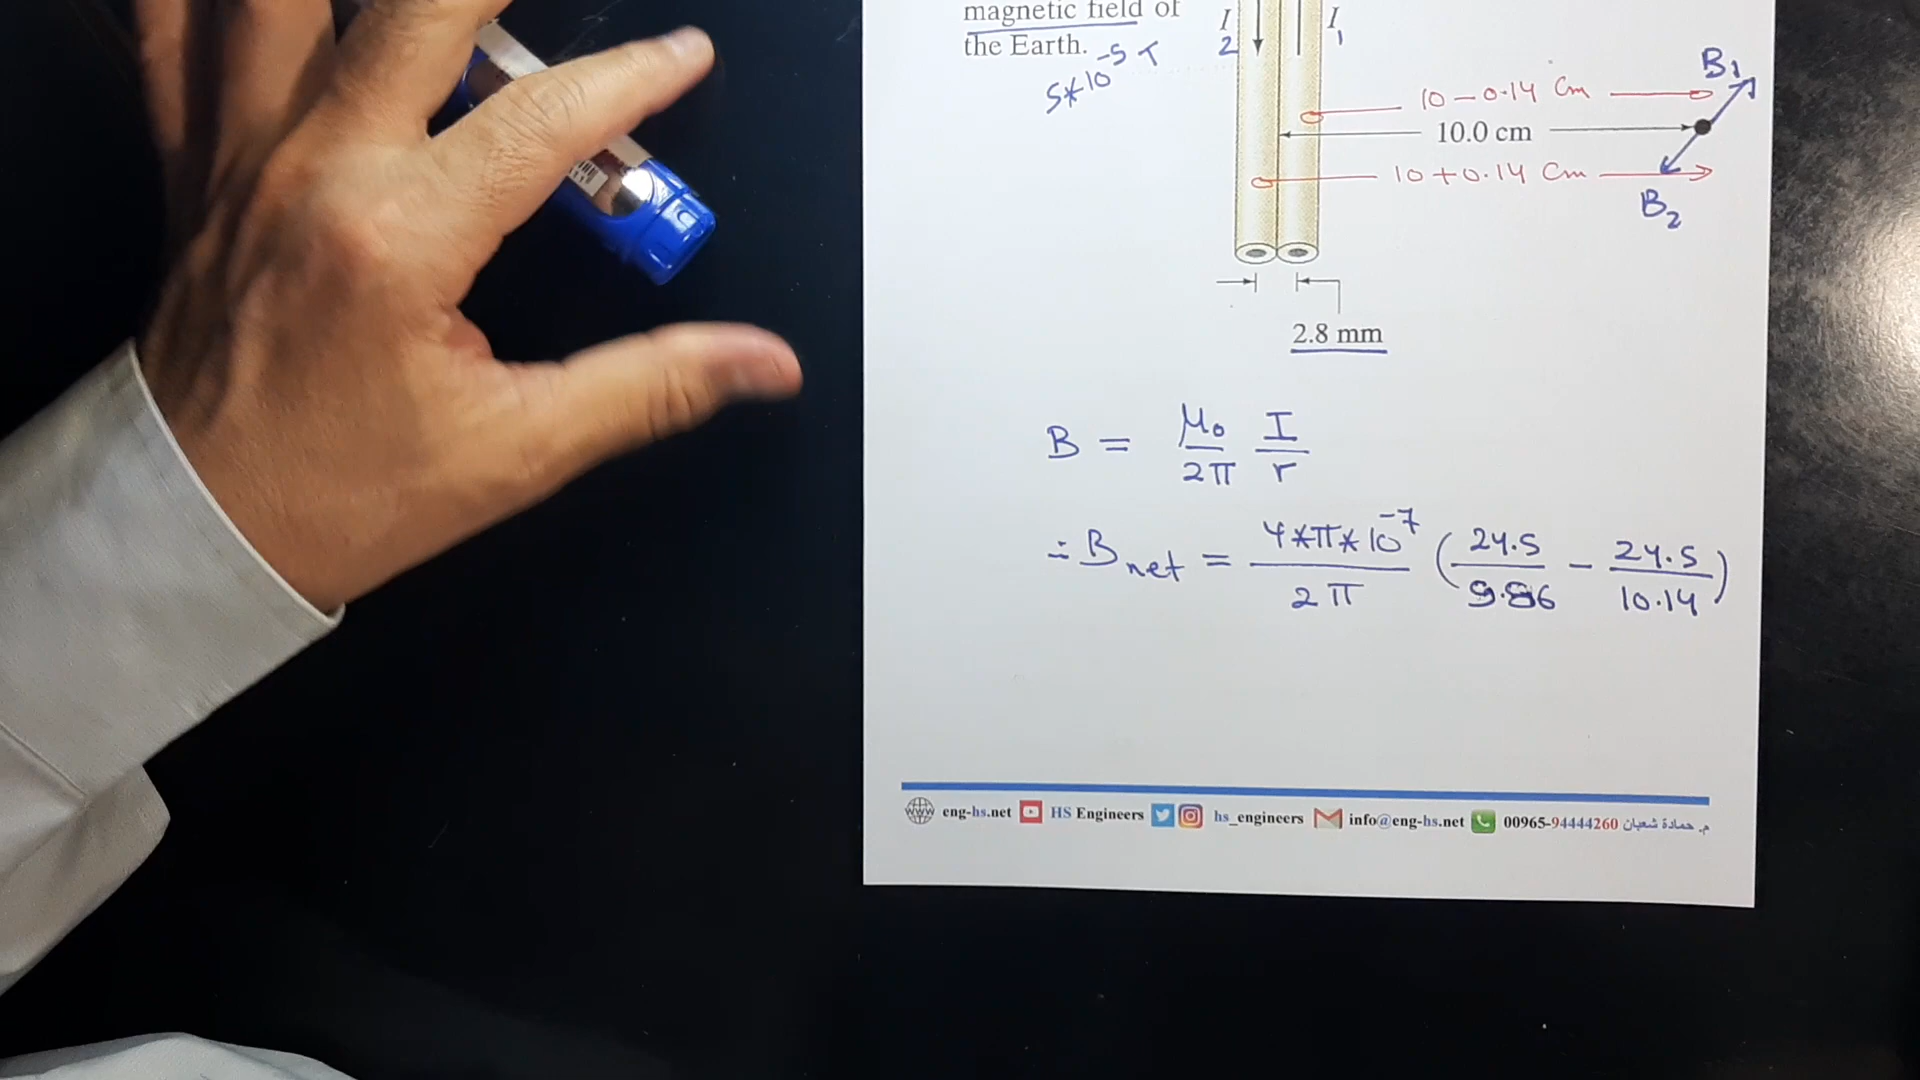 magnetic field of
the Earth.
5*10^-5 T
I
2
I
1
B1
10 - 0.14 Cm
10.0 cm
10 + 0.14 Cm
B2
2.8 mm
B = μ0/2π I/r
∴ Bnet = 4*π*10^-7/2π (24.5/9.86 - 24.5/10.14)
www eng-hs.net HS Engineers hs_engineers info@eng-hs.net 00965-94444260 م. حمادة شعبان